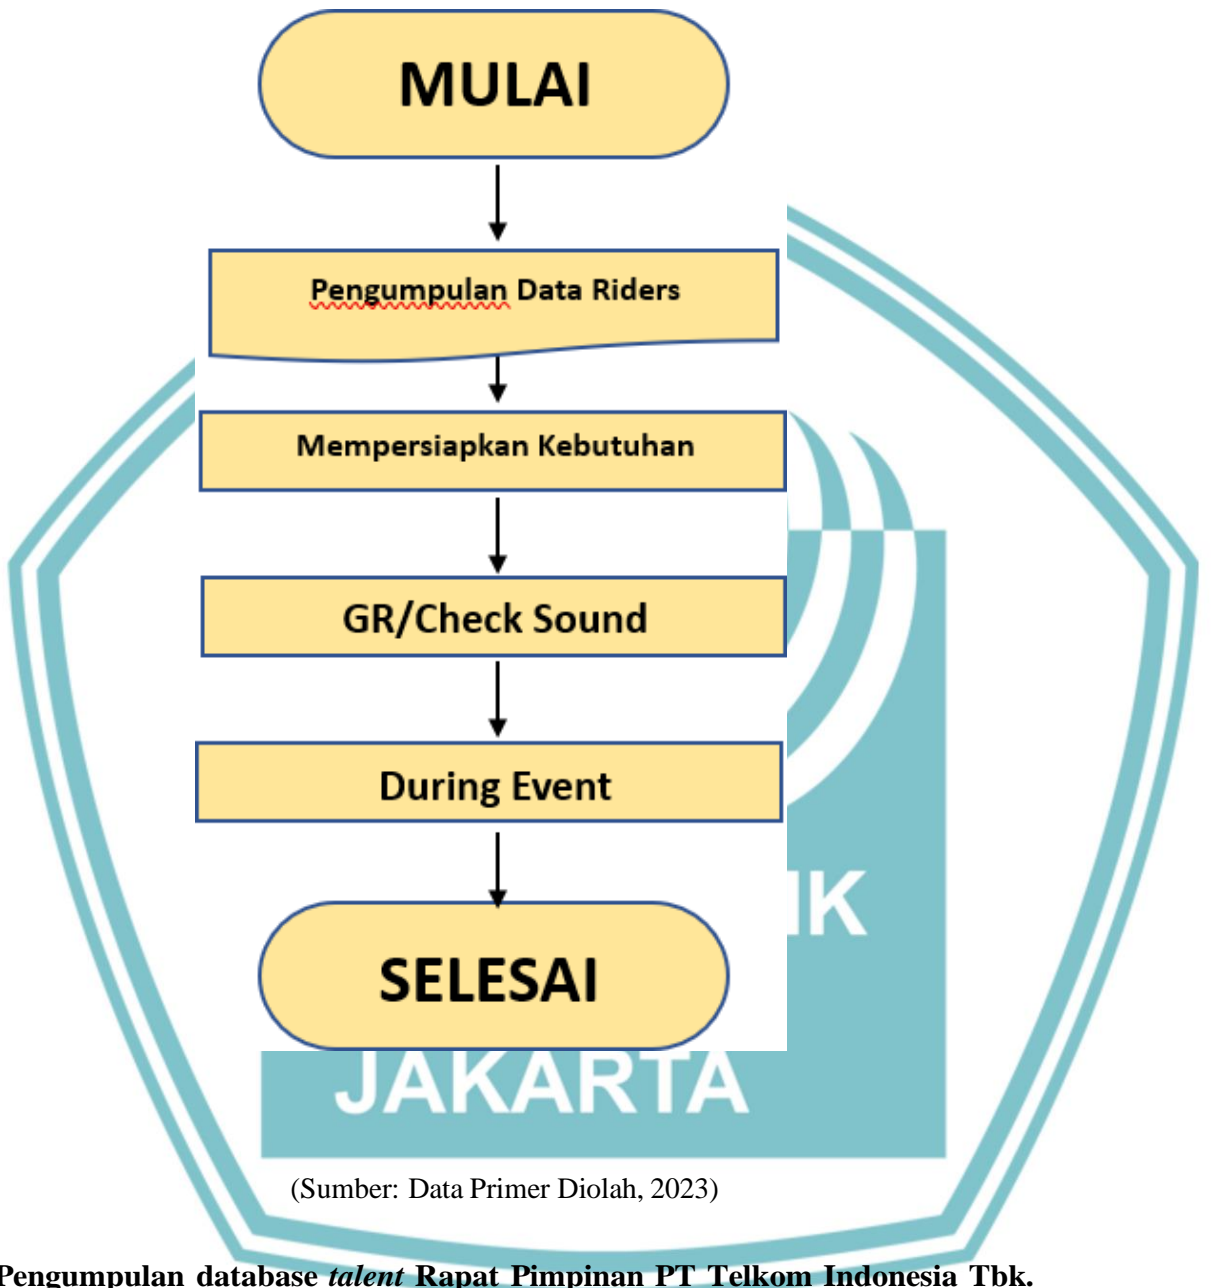 MULAI
Pengumpulan Data Riders
Mempersiapkan Kebutuhan
GR/Check Sound
During Event
IK
SELESAI
JAKARTA
(Sumber: Data Primer Diolah, 2023)
Pengumpulan database talent Rapat Pimpinan PT Telkom Indonesia Tbk.